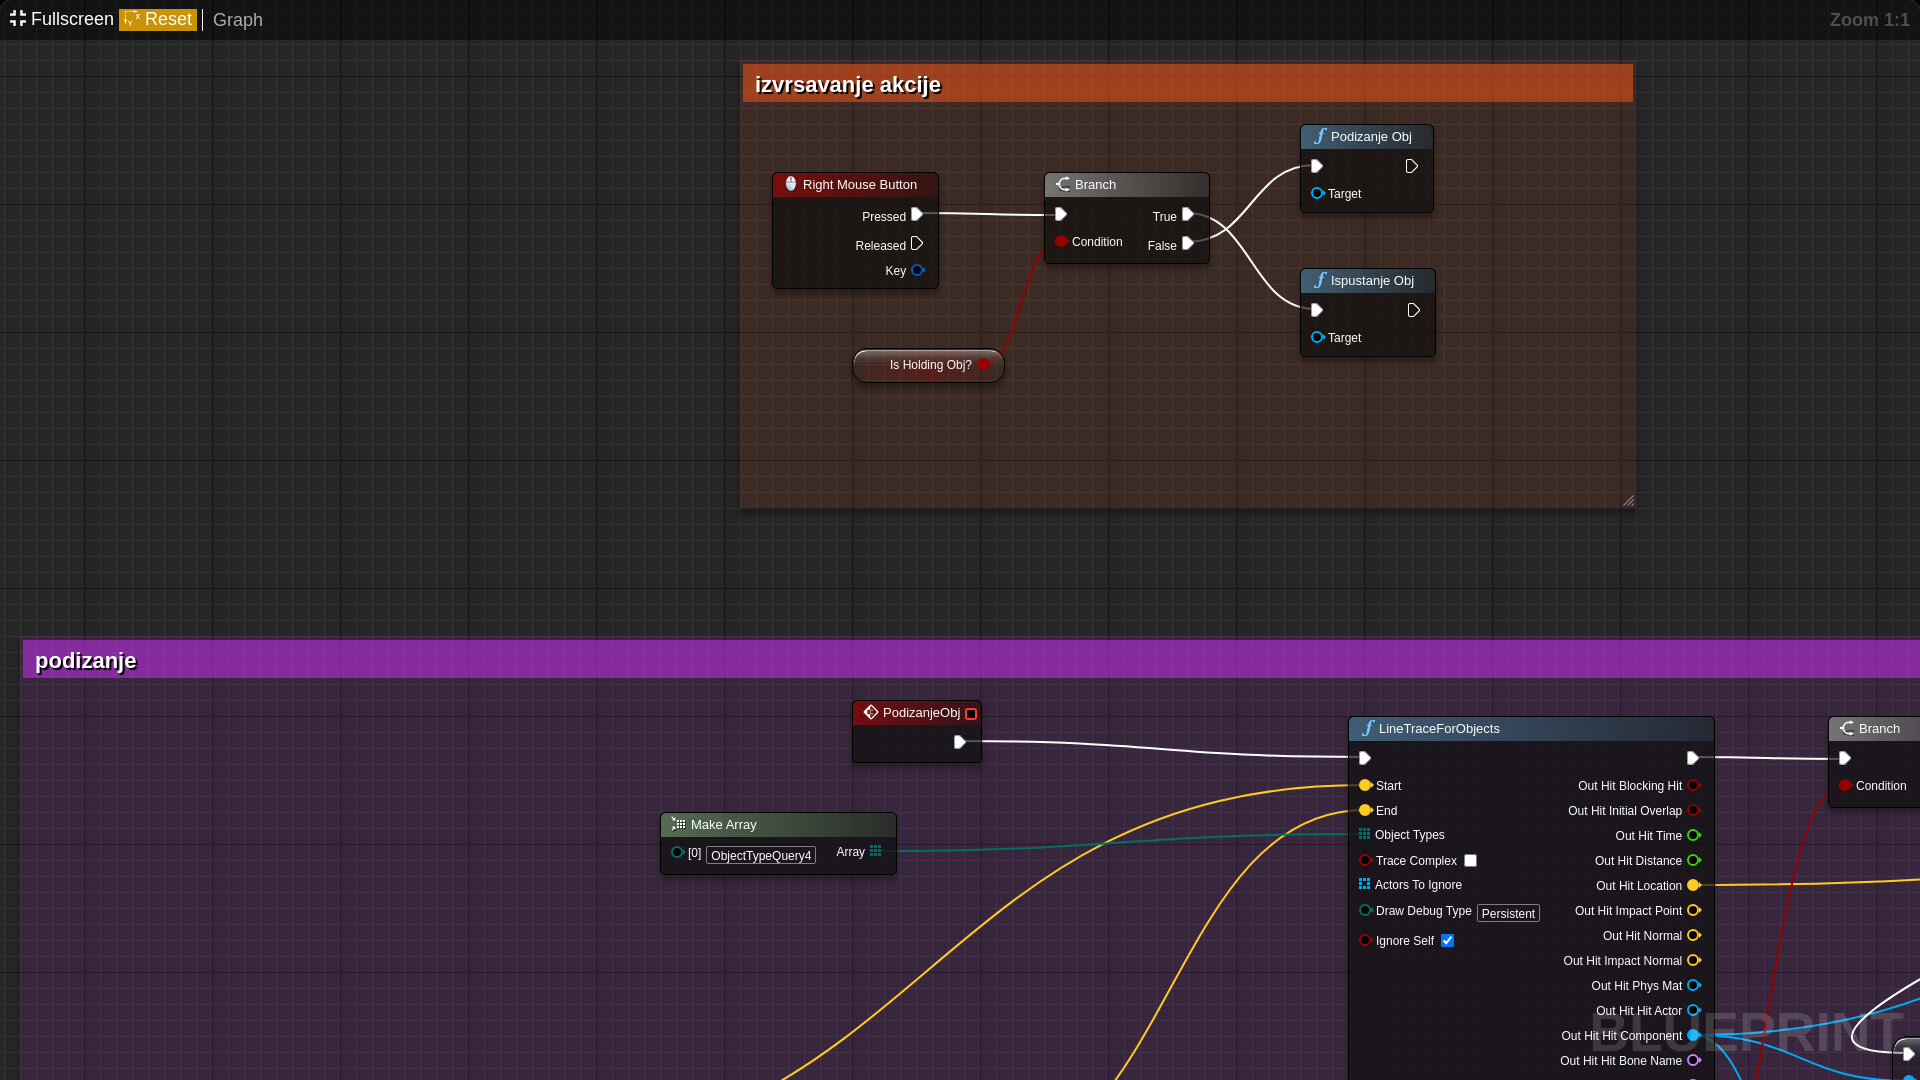 Fullscreen Reset Graph Zoom 1:1
izvrsavanje akcije
Right Mouse Button
Pressed
Released
Key
Branch
True
Condition
False
Podizanje Obj
Target
Ispustanje Obj
Target
Is Holding Obj?
podizanje
PodizanjeObj
Make Array
[0] ObjectTypeQuery4 Array
LineTraceForObjects
Start Out Hit Blocking Hit
End Out Hit Initial Overlap
Object Types Out Hit Time
Trace Complex Out Hit Distance
Actors To Ignore Out Hit Location
Draw Debug Type Persistent Out Hit Impact Point
Ignore Self Out Hit Normal
Out Hit Impact Normal
Out Hit Phys Mat
Out Hit Hit Actor
Out Hit Hit Component
Out Hit Hit Bone Name
Branch
Condition
BLUEPRINT